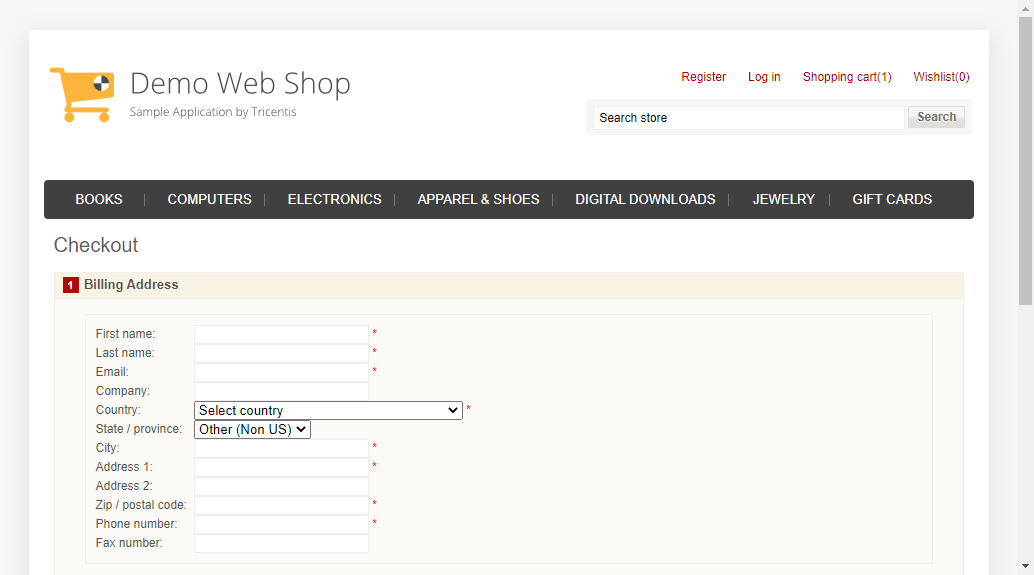 Demo Web Shop
Sample Application by Tricentis
Register Log in Shopping cart(1) Wishlist(0)
Search store Search
BOOKS COMPUTERS ELECTRONICS APPAREL & SHOES DIGITAL DOWNLOADS JEWELRY GIFT CARDS
Checkout
1 Billing Address
First name: *
Last name: *
Email: *
Company:
Country: Select country *
State / province: Other (Non US)
City: *
Address 1: *
Address 2:
Zip / postal code: *
Phone number: *
Fax number: